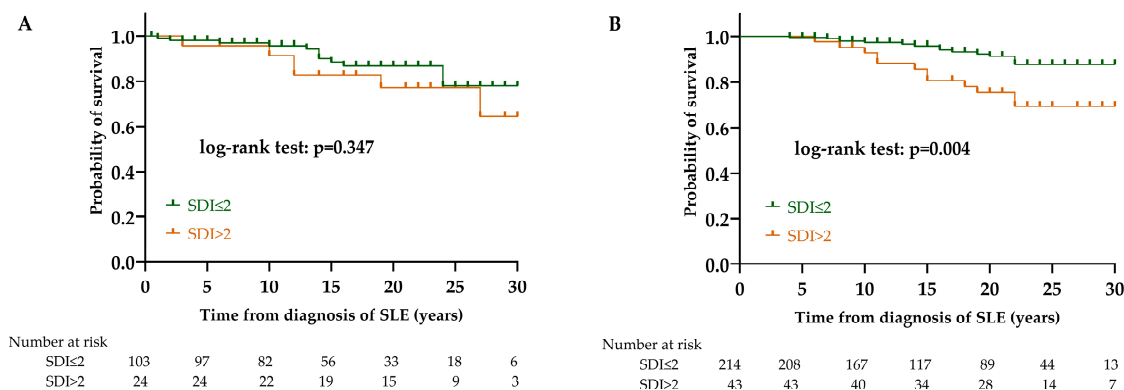 A
Probability of survival
1.0
0.8
0.6
0.4
0.2
0.0
log-rank test: p=0.347
SDI≤2
SDI>2
0 5 10 15 20 25 30
Time from diagnosis of SLE (years)
Number at risk
SDI≤2 103 97 82 56 33 18 6
SDI>2 24 24 22 19 15 9 3
B
Probability of survival
1.0
0.8
0.6
0.4
0.2
0.0
log-rank test: p=0.004
SDI≤2
SDI>2
0 5 10 15 20 25 30
Time from diagnosis of SLE (years)
Number at risk
SDI≤2 214 208 167 117 89 44 13
SDI>2 43 43 40 34 28 14 7